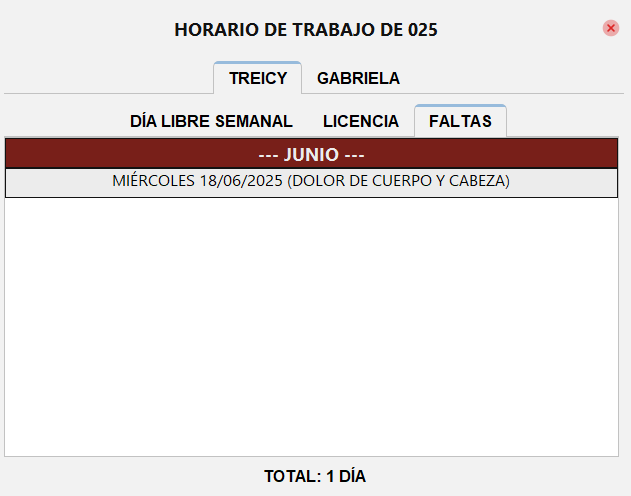 HORARIO DE TRABAJO DE 025
TREICY GABRIELA
DÍA LIBRE SEMANAL LICENCIA FALTAS
--- JUNIO ---
MIÉRCOLES 18/06/2025 (DOLOR DE CUERPO Y CABEZA)
TOTAL: 1 DÍA